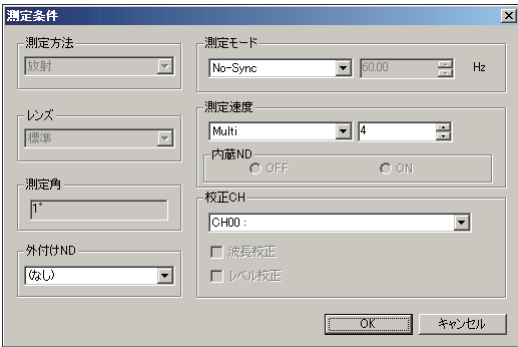 測定条件
測定方法
放射
レンズ
標準
測定角
1°
外付けND
(なし)
測定モード
No-Sync
60.00
Hz
測定速度
Multi
4
内蔵ND
OFF
ON
校正CH
CH00 :
波長校正
レベル校正
OK
キャンセル